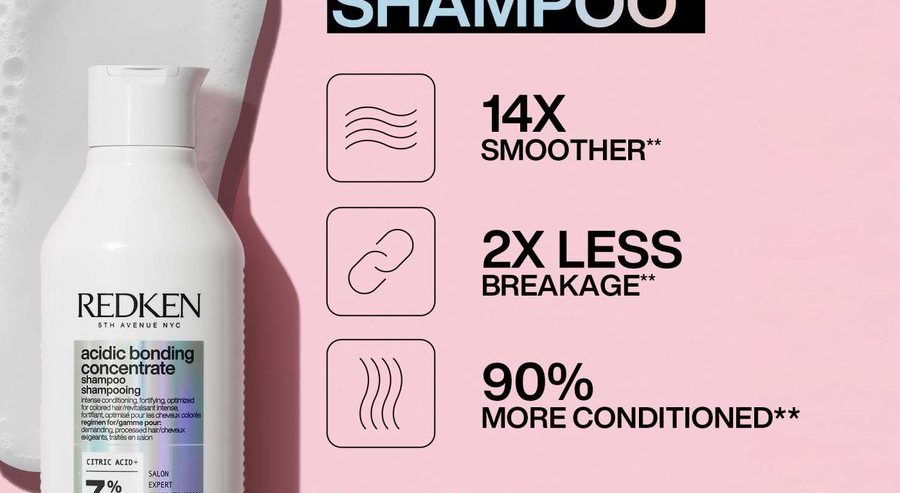 SHAMPOO
14X
SMOOTHER**
2X LESS
BREAKAGE**
90%
MORE CONDITIONED**
REDKEN
5TH AVENUE NYC
acidic bonding
concentrate
shampoo
shampooing
intense conditioning, fortifying, optimized
for colored hair/revitalisant intense,
fortifiant, optimisé pour les cheveux colorés
regimen for/gamme pour:
demanding, processed hair/cheveux
exigeants, traités en salon
CITRIC ACID+
7%
SALON
EXPERT